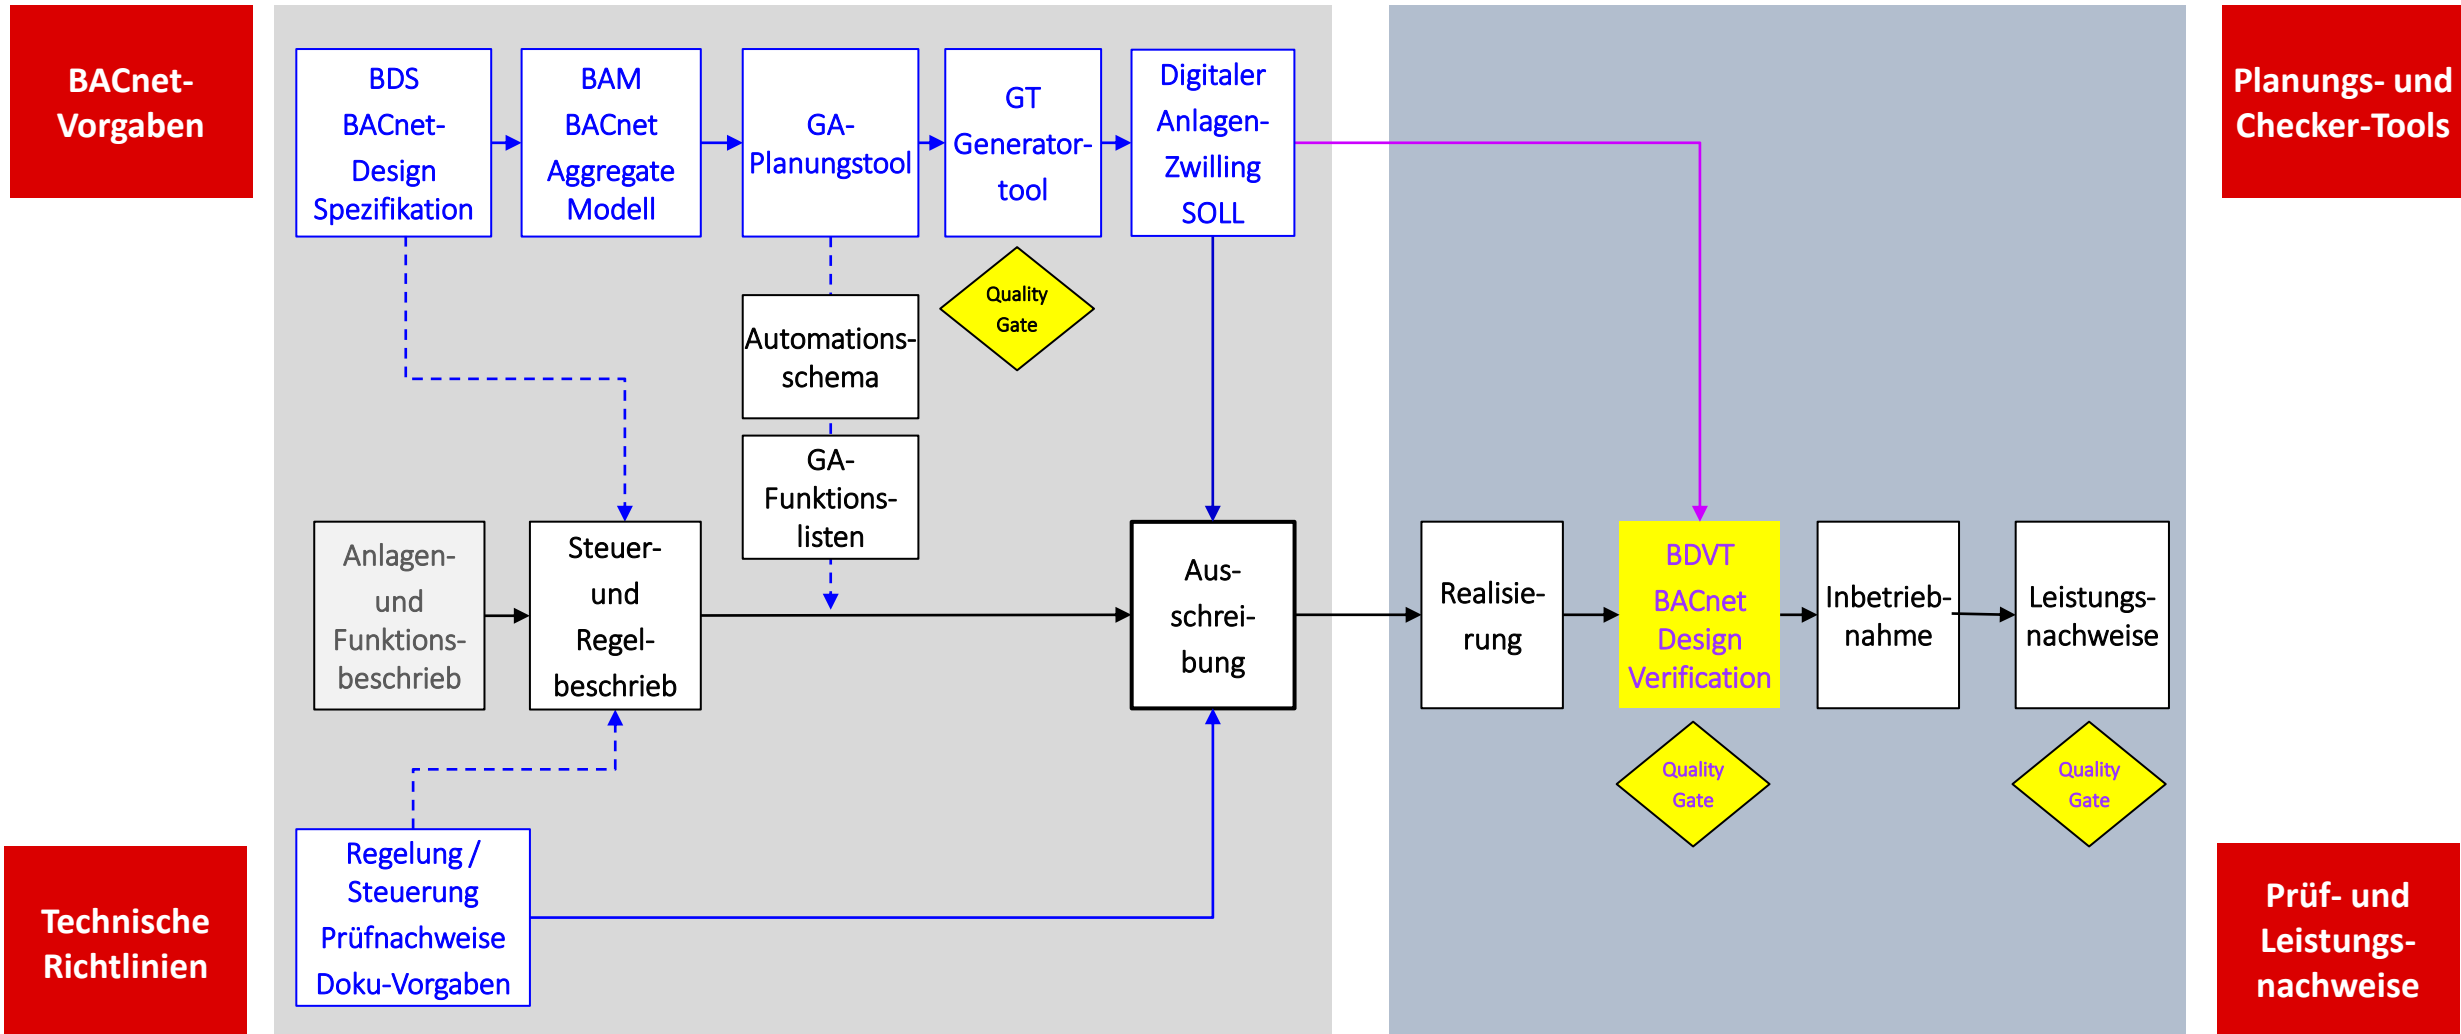 BACnet-
Vorgaben
BDS
BACnet-
Design
Spezifikation
BAM
BACnet
Aggregate
Modell
GA-
Planungstool
GT
Generator-
tool
Digitaler
Anlagen-
Zwilling
SOLL
Planungs- und
Checker-Tools
Quality
Gate
Automations-
schema
GA-
Funktions-
listen
Anlagen-
und
Funktions-
beschrieb
Steuer-
und
Regel-
beschrieb
Aus-
schrei-
bung
Realisie-
rung
BDVT
BACnet
Design
Verification
Inbetrieb-
nahme
Leistungs-
nachweise
Quality
Gate
Quality
Gate
Technische
Richtlinien
Regelung /
Steuerung
Prüfnachweise
Doku-Vorgaben
Prüf- und
Leistungs-
nachweise